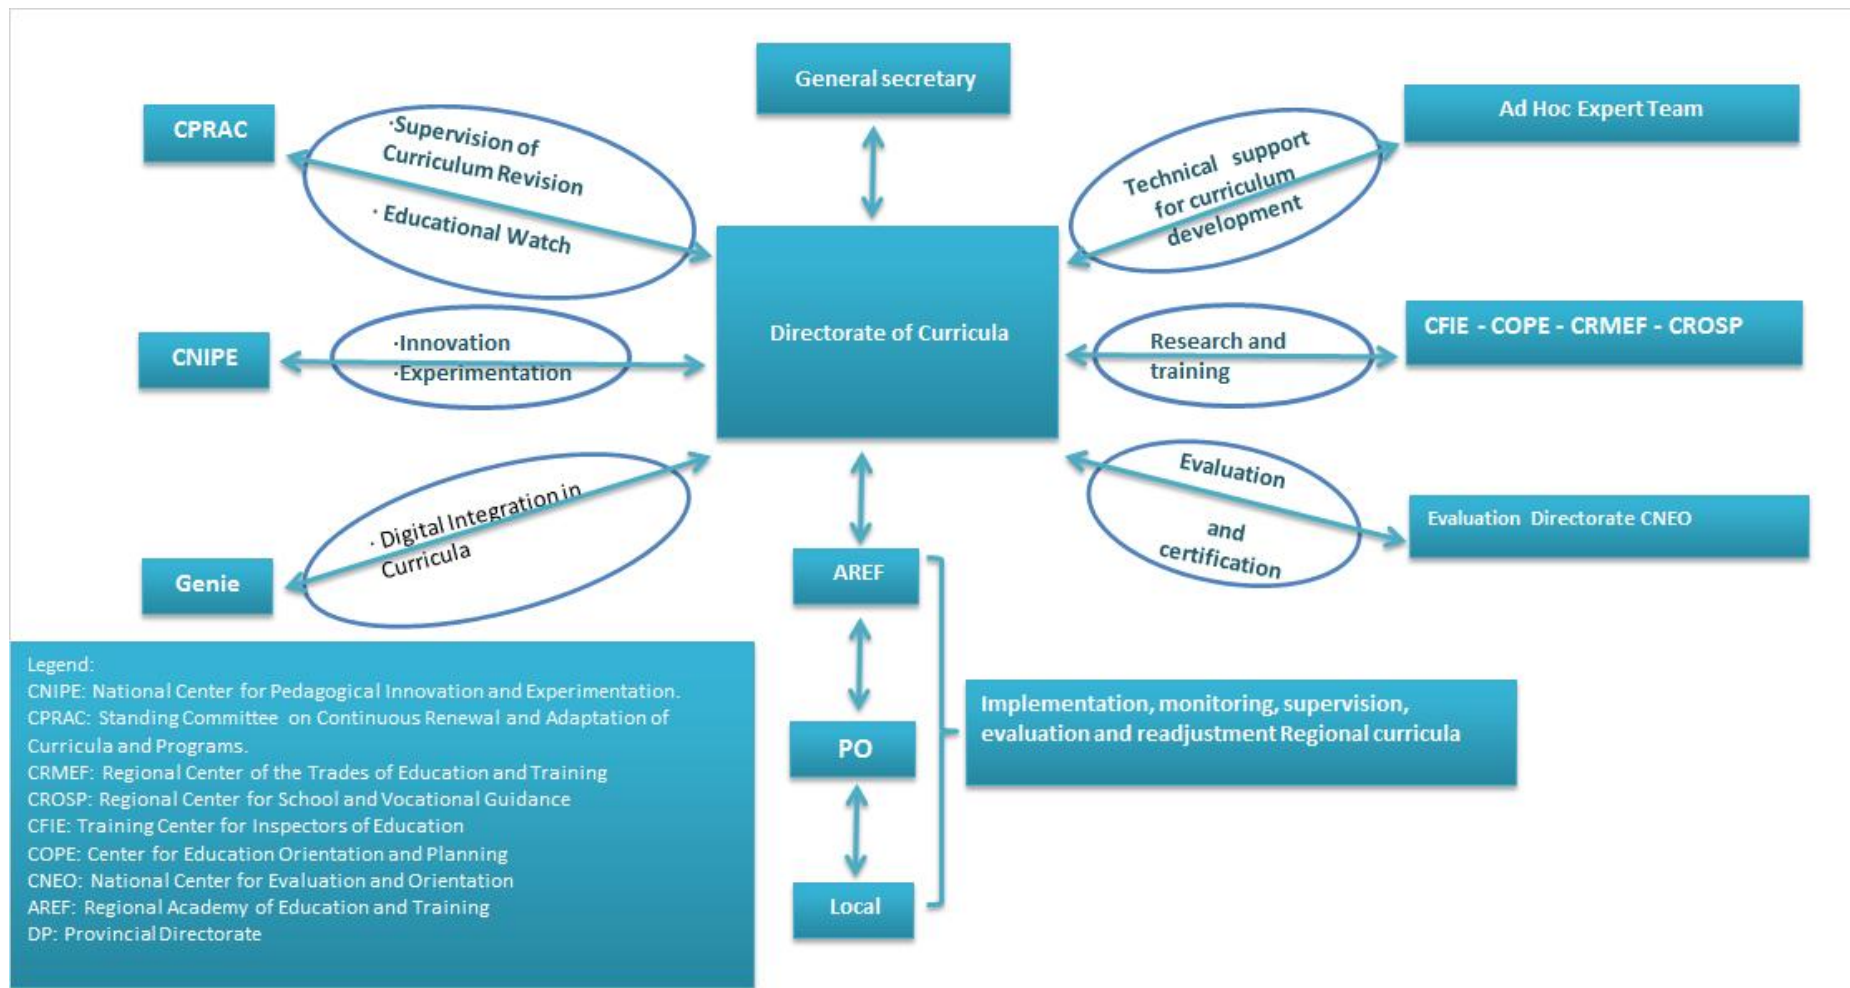 General secretary
CPRAC
·Supervision of
Curriculum Revision
· Educational Watch
Technical support
for curriculum
development
Ad Hoc Expert Team
Directorate of Curricula
CNIPE
·Innovation
·Experimentation
Research and
training
CFIE - COPE - CRMEF - CROSP
Genie
· Digital Integration in
Curricula
Evaluation
and
certification
Evaluation Directorate CNEO
AREF
PO
Local
Implementation, monitoring, supervision,
evaluation and readjustment Regional curricula
Legend:
CNIPE: National Center for Pedagogical Innovation and Experimentation.
CPRAC: Standing Committee on Continuous Renewal and Adaptation of
Curricula and Programs.
CRMEF: Regional Center of the Trades of Education and Training
CROSP: Regional Center for School and Vocational Guidance
CFIE: Training Center for Inspectors of Education
COPE: Center for Education Orientation and Planning
CNEO: National Center for Evaluation and Orientation
AREF: Regional Academy of Education and Training
DP: Provincial Directorate